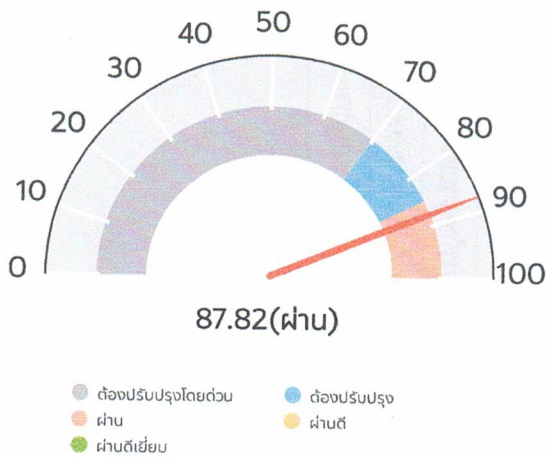 50
40
60
30
70
20
80
10
90
0
100
87.82(ผ่าน)
ต้องปรับปรุงโดยด่วน
ต้องปรับปรุง
ผ่าน
ผ่านดี
ผ่านดีเยี่ยม